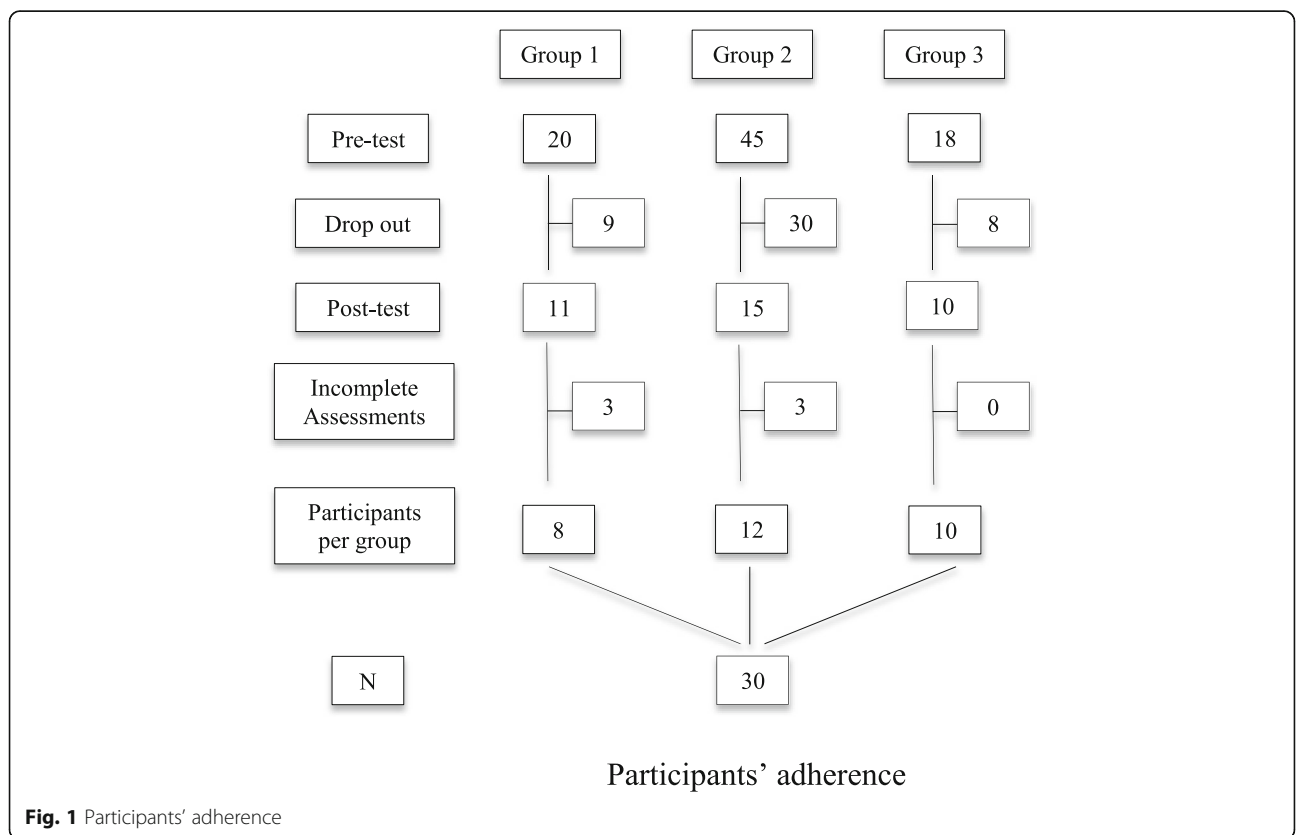 Group 1 Group 2 Group 3
Pre-test 20 45 18
Drop out 9 30 8
Post-test 11 15 10
Incomplete
Assessments 3 3 0
Participants
per group 8 12 10
N 30
Participants' adherence
Fig. 1 Participants' adherence